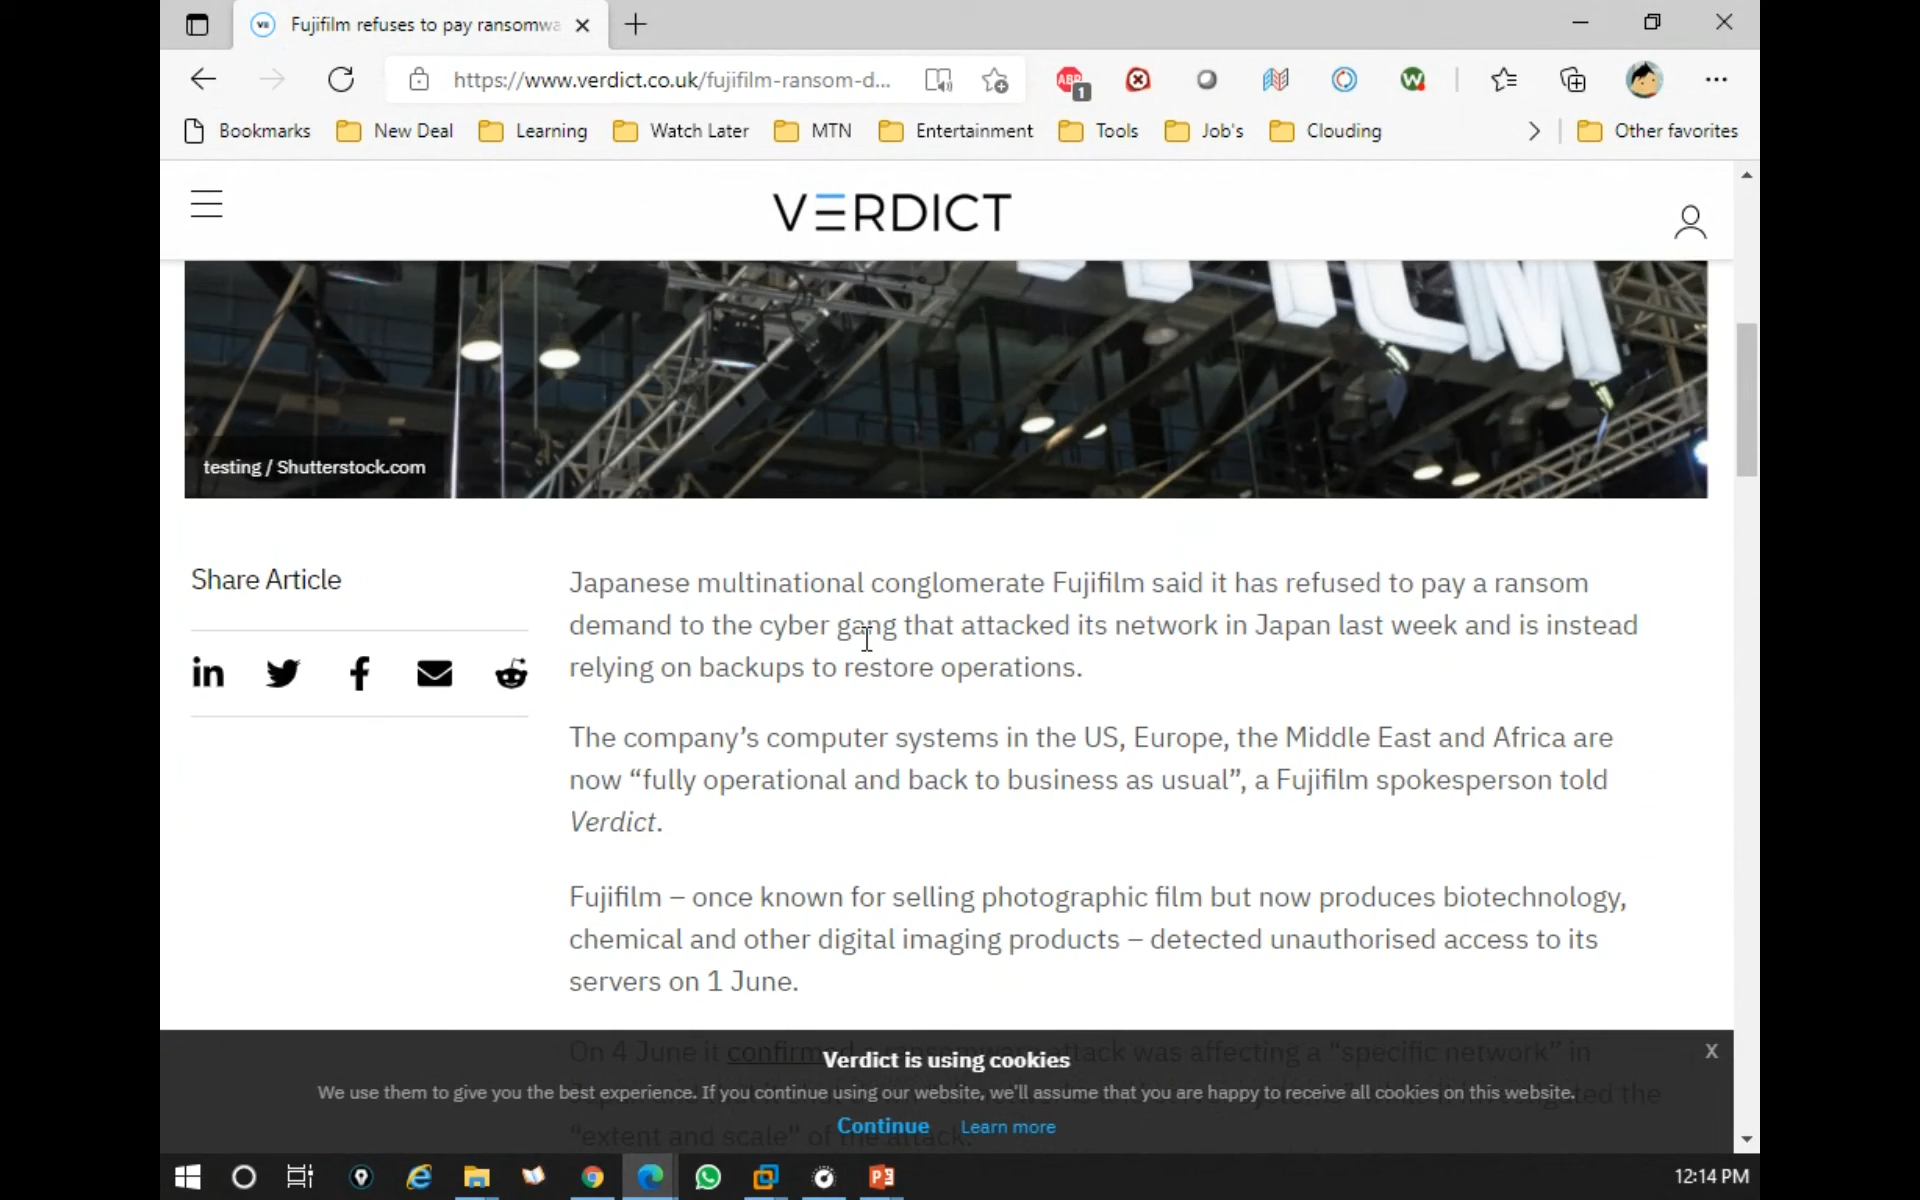 Fujifilm refuses to pay ransomwa
https://www.verdict.co.uk/fujifilm-ransom-d...
ABP
1
W
Bookmarks
New Deal
Learning
Watch Later
MTN
Entertainment
Tools
Job's
Clouding
Other favorites
VERDICT
testing / Shutterstock.com
Share Article
Japanese multinational conglomerate Fujifilm said it has refused to pay a ransom
demand to the cyber gang that attacked its network in Japan last week and is instead
relying on backups to restore operations.
The company’s computer systems in the US, Europe, the Middle East and Africa are
now “fully operational and back to business as usual”, a Fujifilm spokesperson told
Verdict.
Fujifilm – once known for selling photographic film but now produces biotechnology,
chemical and other digital imaging products – detected unauthorised access to its
servers on 1 June.
On 4 June it confirmed ransomware attack was affecting a “specific network” in
Verdict is using cookies
X
We use them to give you the best experience. If you continue using our website, we'll assume that you are happy to receive all cookies on this website.
Continue
Learn more
“extent and scale” of the attack.
12:14 PM